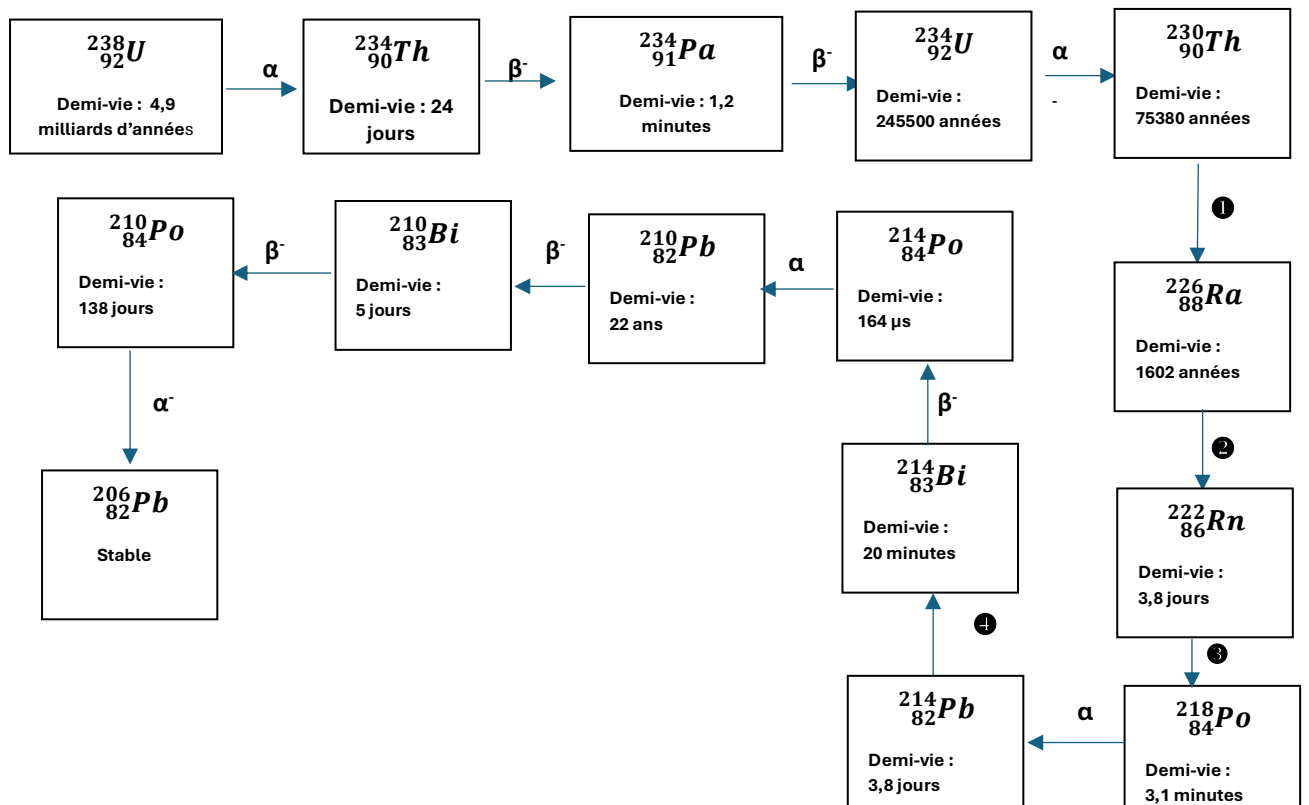 ²³⁸₉₂U
Demi-vie : 4,9
milliards d'années
α
²³⁴₉₀Th
Demi-vie : 24
jours
β⁻
²³⁴₉₁Pa
Demi-vie : 1,2
minutes
β⁻
²³⁴₉₂U
Demi-vie :
245500 années
α
-
²³⁰₉₀Th
Demi-vie :
75380 années
❶
²²⁶₈₈Ra
Demi-vie :
1602 années
❷
²²²₈₆Rn
Demi-vie :
3,8 jours
❸
²¹⁸₈₄Po
Demi-vie :
3,1 minutes
α
²¹⁴₈₂Pb
Demi-vie :
3,8 jours
❹
²¹⁴₈₃Bi
Demi-vie :
20 minutes
β⁻
²¹⁴₈₄Po
Demi-vie :
164 µs
α
²¹⁰₈₂Pb
Demi-vie :
22 ans
β⁻
²¹⁰₈₃Bi
Demi-vie :
5 jours
β⁻
²¹⁰₈₄Po
Demi-vie :
138 jours
α⁻
²⁰⁶₈₂Pb
Stable